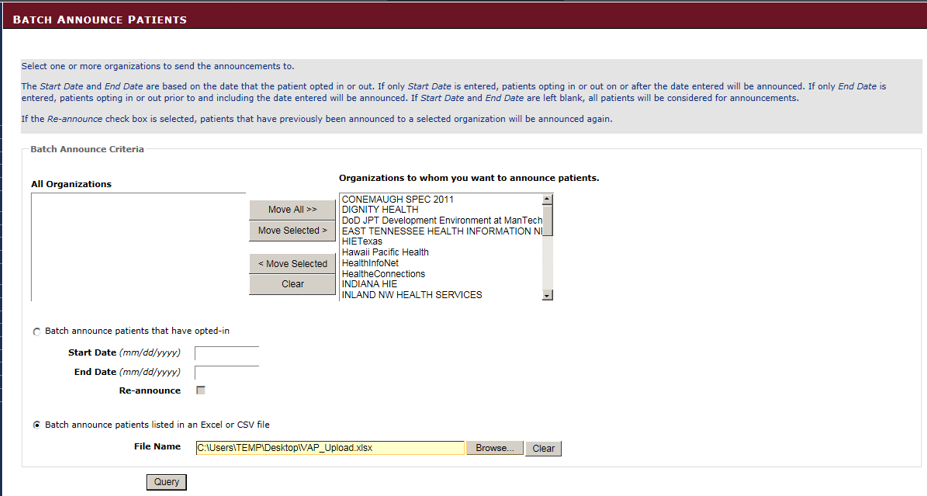 BATCH ANNOUNCE PATIENTS
Select one or more organizations to send the announcements to.
The Start Date and End Date are based on the date that the patient opted in or out. If only Start Date is entered, patients opting in or out on or after the date entered will be announced. If only End Date is
entered, patients opting in or out prior to and including the date entered will be announced. If Start Date and End Date are left blank, all patients will be considered for announcements.
If the Re-announce check box is selected, patients that have previously been announced to a selected organization will be announced again.
Batch Announce Criteria
All Organizations
Organizations to whom you want to announce patients.
Move All >>
Move Selected >
< Move Selected
Clear
CONEMAUGH SPEC 2011
DIGNITY HEALTH
DoD JPT Development Environment at ManTech
EAST TENNESSEE HEALTH INFORMATION
HIETexas
Hawaii Pacific Health
HealthInfoNet
HealtheConnections
INDIANA HIE
INLAND NW HEALTH SERVICES
Batch announce patients that have opted-in
Start Date (mm/dd/yyyy)
End Date (mm/dd/yyyy)
Re-announce
Batch announce patients listed in an Excel or CSV file
File Name C:\Users\TEMP\Desktop\VAP_Upload.xlsx Browse... Clear
Query